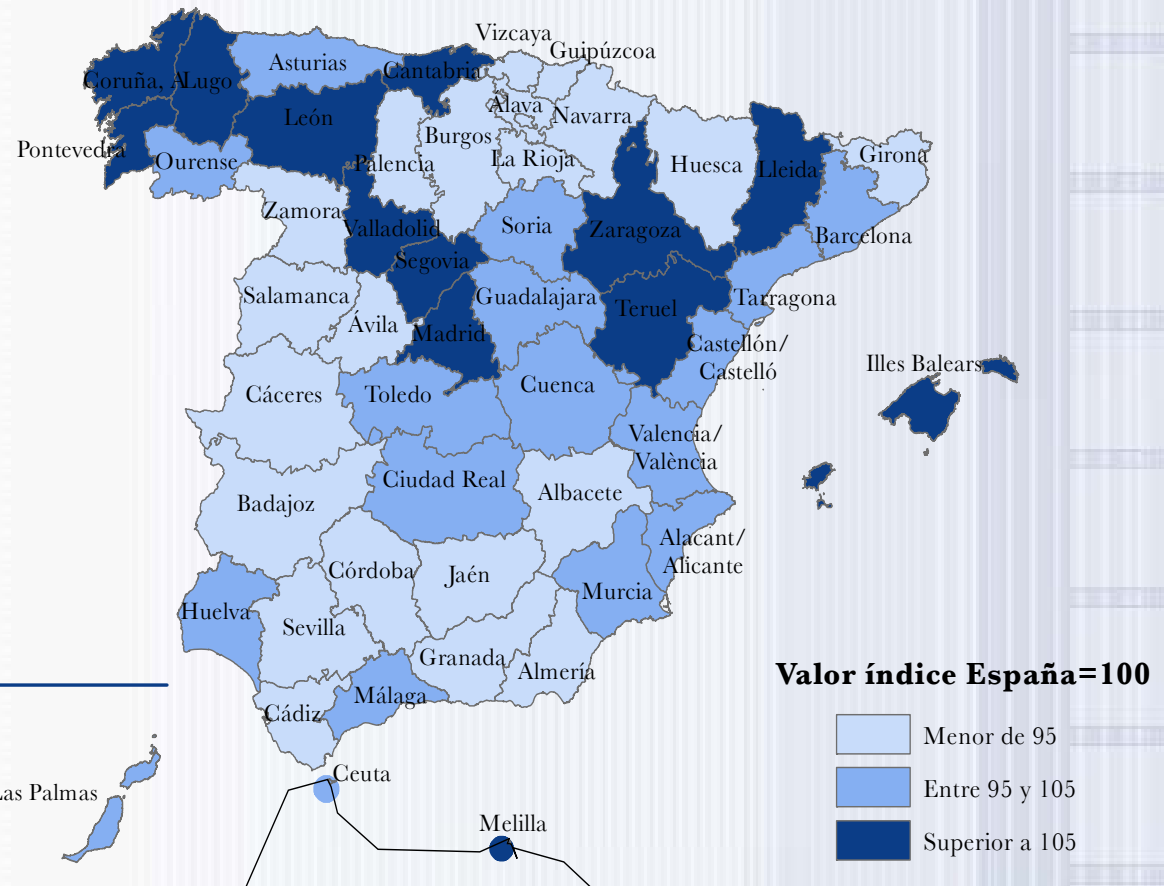 Vizcaya
Guipúzcoa
Asturias
Cantabria
Coruña, A
Lugo
Álava
León
Navarra
Burgos
Pontevedra
Ourense
Palencia
La Rioja
Huesca
Lleida
Girona
Zamora
Valladolid
Soria
Zaragoza
Barcelona
Segovia
Salamanca
Guadalajara
Tarragona
Teruel
Ávila
Madrid
Castellón/
Castelló
Illes Balears
Cáceres
Toledo
Cuenca
Valencia/
València
Ciudad Real
Albacete
Badajoz
Alacant/
Alicante
Córdoba
Jaén
Murcia
Huelva
Sevilla
Granada
Almería
Málaga
Cádiz
Ceuta
Las Palmas
Melilla
Valor índice España=100
Menor de 95
Entre 95 y 105
Superior a 105